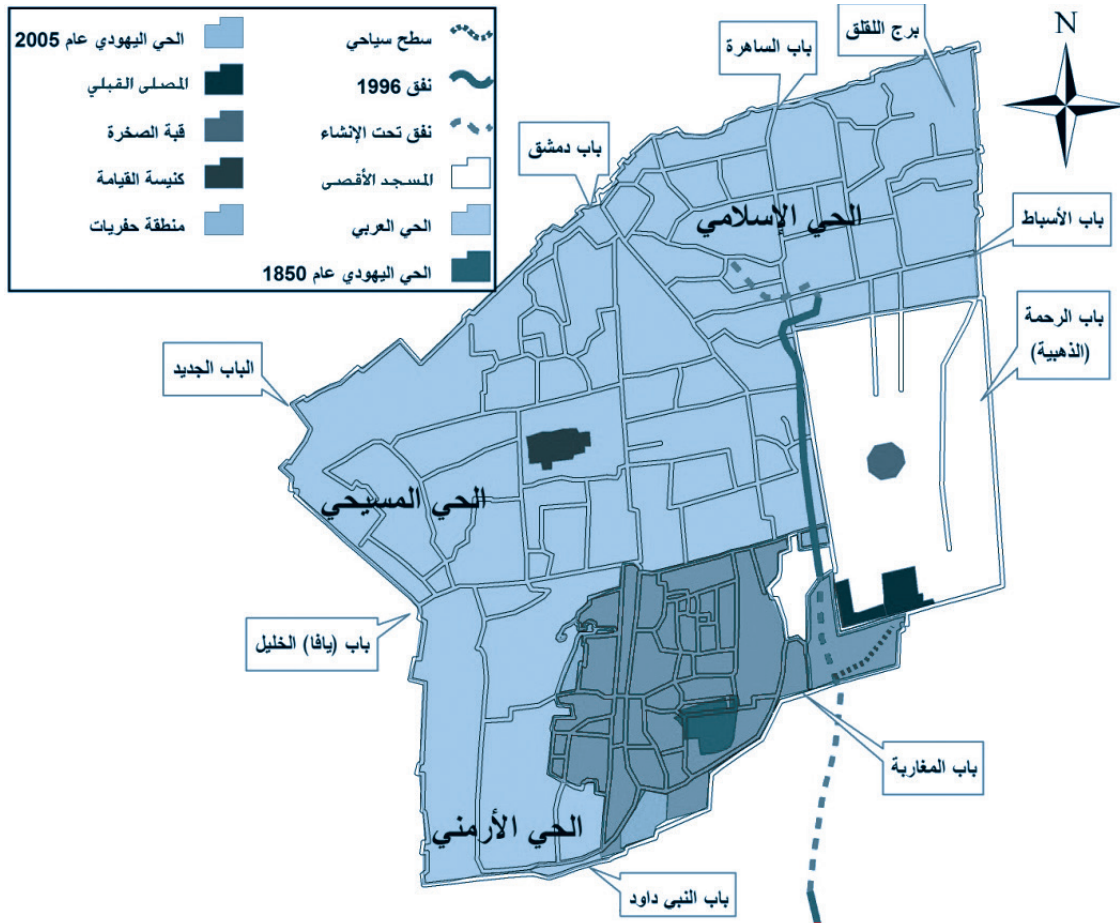 سطح سياحي
نفق 1996
نفق تحت الإنشاء
المسجد الأقصى
الحي العربي
الحي اليهودي عام 1850
الحي اليهودي عام 2005
المصلى القبلي
قبة الصخرة
كنيسة القيامة
منطقة حفريات
برج اللقلق
باب الساهرة
باب دمشق
N
الحي الإسلامي
باب الأسباط
باب الرحمة
(الذهبية)
الباب الجديد
الحي المسيحي
باب (يافا) الخليل
باب المغاربة
الحي الأرمني
باب النبي داود